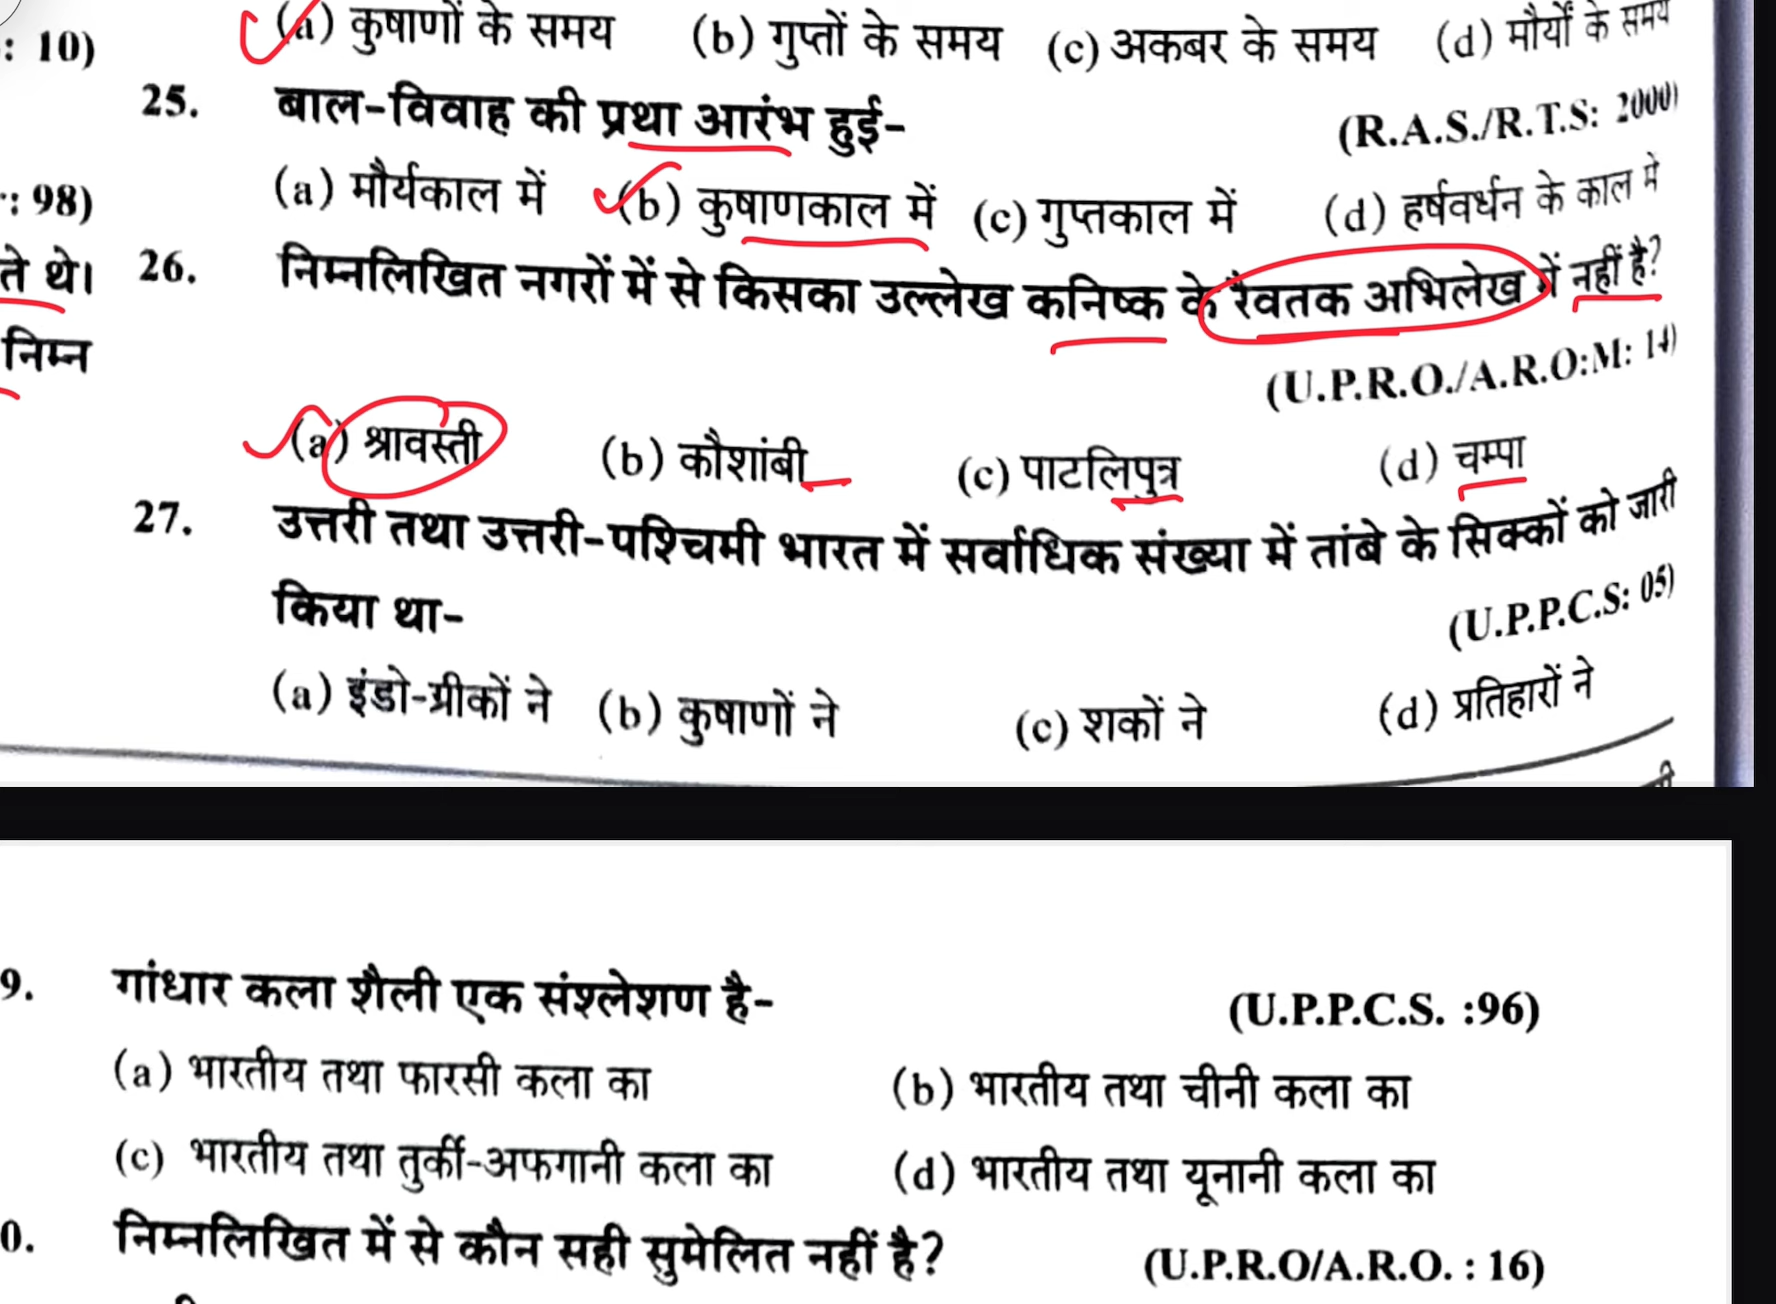 : 10)
(a) कुषाणों के समय (b) गुप्तों के समय (c) अकबर के समय (d) मौर्यों के समय
25. बाल-विवाह की प्रथा आरंभ हुई-
(R.A.S./R.T.S: 2000)
: 98)
(a) मौर्यकाल में (b) कुषाणकाल में (c) गुप्तकाल में (d) हर्षवर्धन के काल में
ते थे।
26. निम्नलिखित नगरों में से किसका उल्लेख कनिष्क के रैवतक अभिलेख में नहीं है?
निम्न
(U.P.R.O./A.R.O:M: 14)
(a) श्रावस्ती (b) कौशांबी (c) पाटलिपुत्र (d) चम्पा
27. उत्तरी तथा उत्तरी-पश्चिमी भारत में सर्वाधिक संख्या में तांबे के सिक्कों को जारी
किया था-
(U.P.P.C.S: 05)
(a) इंडो-ग्रीकों ने (b) कुषाणों ने (c) शकों ने (d) प्रतिहारों ने
9. गांधार कला शैली एक संश्लेशण है- (U.P.P.C.S. :96)
(a) भारतीय तथा फारसी कला का (b) भारतीय तथा चीनी कला का
(c) भारतीय तथा तुर्की-अफगानी कला का (d) भारतीय तथा यूनानी कला का
0. निम्नलिखित में से कौन सही सुमेलित नहीं है? (U.P.R.O/A.R.O. : 16)